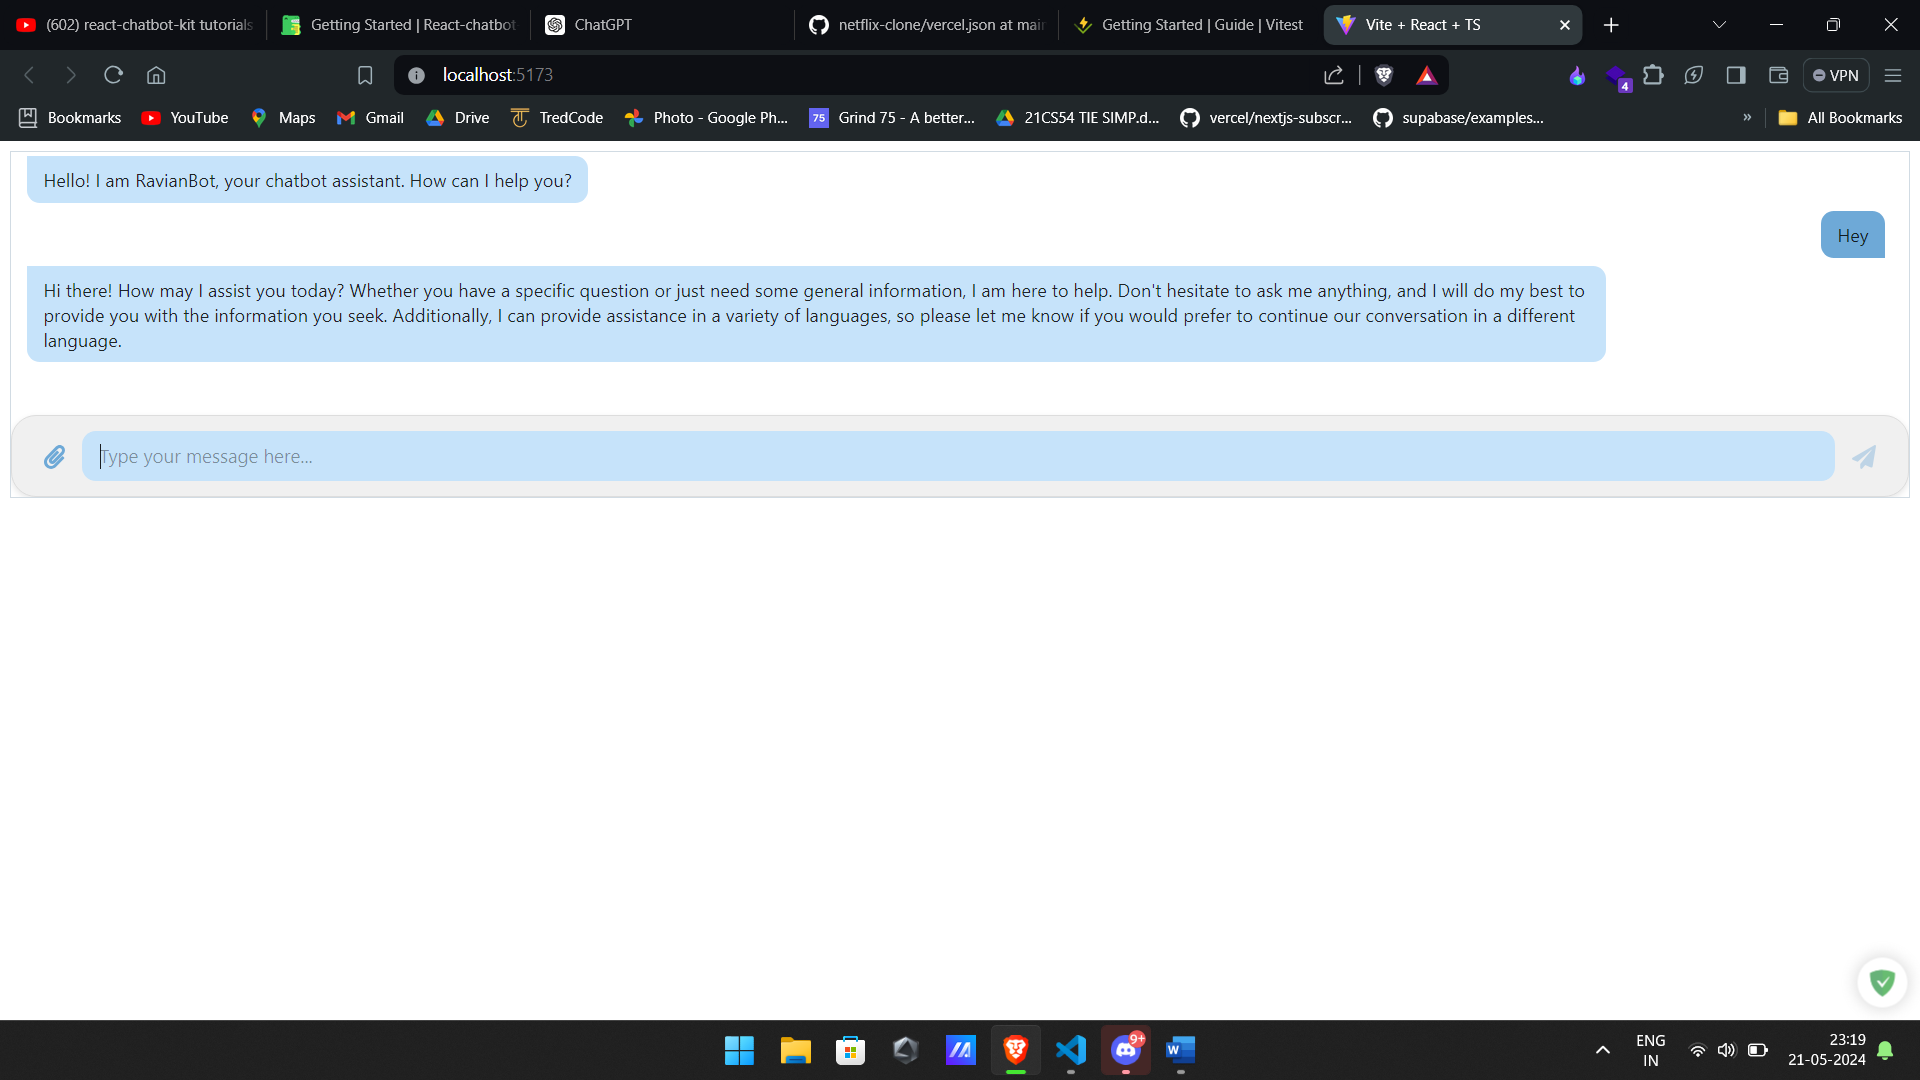 (602) react-chatbot-kit tutorials
Getting Started | React-chatbot
ChatGPT
netflix-clone/vercel.json at main
Getting Started | Guide | Vitest
Vite + React + TS
localhost:5173
4
VPN
Bookmarks
YouTube
Maps
Gmail
Drive
TredCode
Photo - Google Ph...
75
Grind 75 - A better...
21CS54 TIE SIMP.d...
vercel/nextjs-subscr...
supabase/examples...
»
All Bookmarks
Hello! I am RavianBot, your chatbot assistant. How can I help you?
Hey
Hi there! How may I assist you today? Whether you have a specific question or just need some general information, I am here to help. Don't hesitate to ask me anything, and I will do my best to
provide you with the information you seek. Additionally, I can provide assistance in a variety of languages, so please let me know if you would prefer to continue our conversation in a different
language.
Type your message here...
9+
W
ENG
IN
23:19
21-05-2024